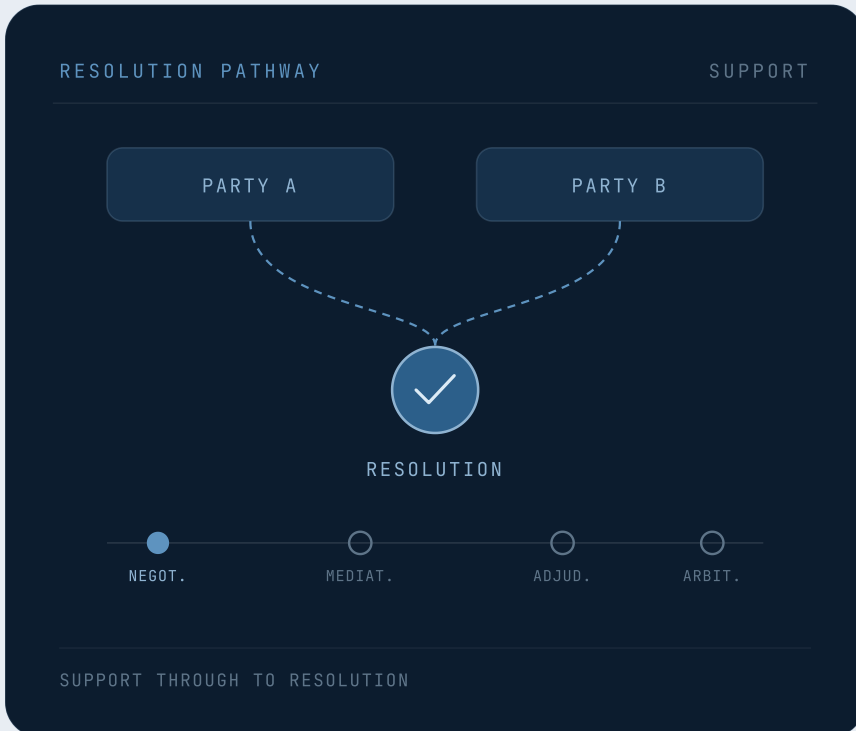 RESOLUTION PATHWAY
SUPPORT
PARTY A
PARTY B
RESOLUTION
NEGOT.
MEDIAT.
ADJUD.
ARBIT.
SUPPORT THROUGH TO RESOLUTION